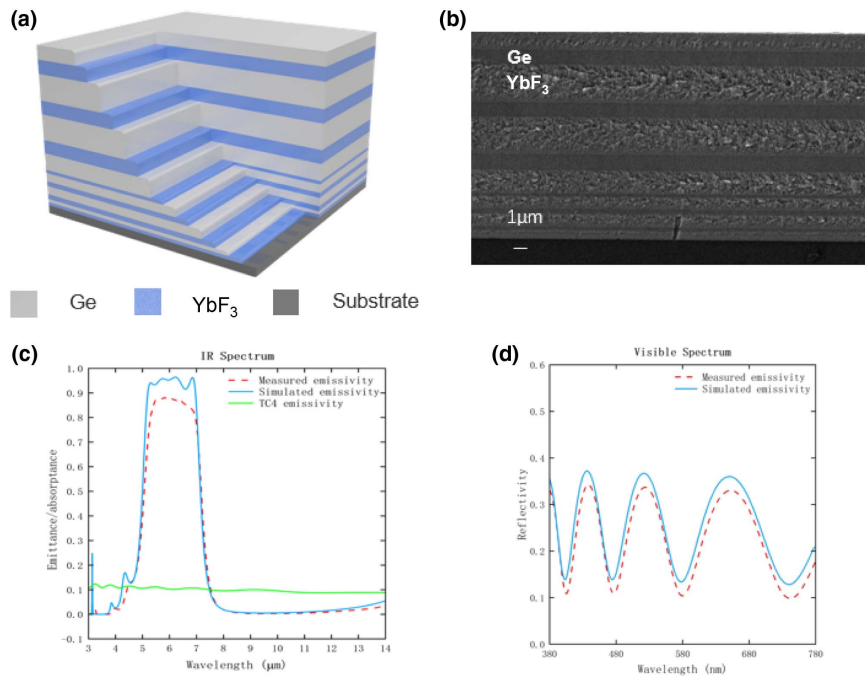 (a)
Ge
YbF₃
Substrate
(b)
Ge
YbF₃
1μm
(c)
IR Spectrum
Measured emissivity
Simulated emissivity
TC4 emissivity
Emittance/absorptance
1.0
0.9
0.8
0.7
0.6
0.5
0.4
0.3
0.2
0.1
0.0
-0.1
3 4 5 6 7 8 9 10 11 12 13 14
Wavelength (μm)
(d)
Visible Spectrum
Measured emissivity
Simulated emissivity
Reflectivity
0.6
0.5
0.4
0.3
0.2
0.1
0.0
380 480 580 680 780
Wavelength (nm)